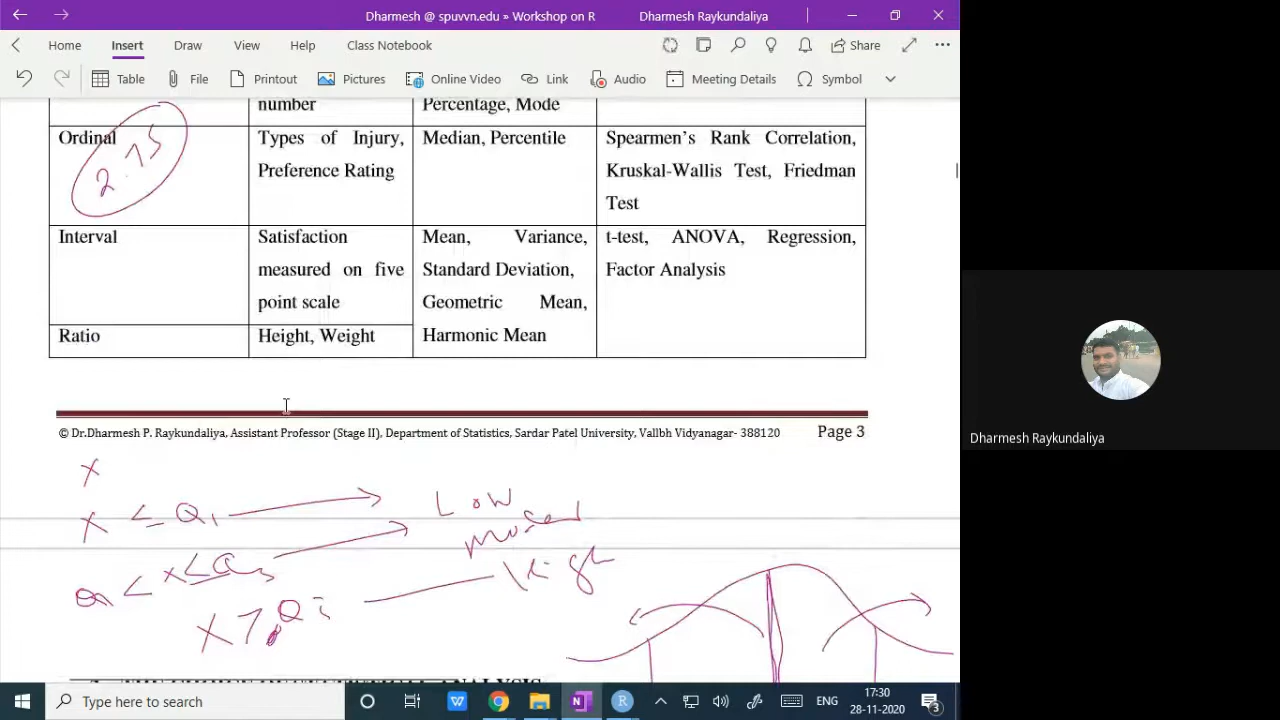 Dharmesh @ spuvvn.edu » Workshop on R
Dharmesh Raykundaliya
Home Insert Draw View Help Class Notebook Share
Table File Printout Pictures Online Video Link Audio Meeting Details Symbol
number Percentage, Mode
Ordinal Types of Injury, Median, Percentile Spearmen's Rank Correlation,
Preference Rating Kruskal-Wallis Test, Friedman
Test
2.75
Interval Satisfaction Mean, Variance, t-test, ANOVA, Regression,
measured on five Standard Deviation, Factor Analysis
point scale Geometric Mean,
Ratio Height, Weight Harmonic Mean
© Dr.Dharmesh P. Raykundaliya, Assistant Professor (Stage II), Department of Statistics, Sardar Patel University, Vallbh Vidyanagar- 388120 Page 3
x
x ≤ Q1 Low
x ≤ Q3
High
Dharmesh Raykundaliya
Type here to search
ENG
17:30
28-11-2020
3